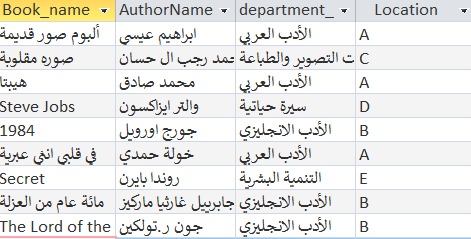 Book_name AuthorName department_ Location
ألبوم صور قديمة ابراهيم عيسي الأدب العربي A
صوره مقلوبة حمد رجب ال حسان ت التصوير والطباعة C
هيبتا محمد صادق الأدب العربي A
Steve Jobs والتر ايزاكسون سيرة حياتية D
1984 جورج اورويل الأدب الانجليزي B
في قلبي انثى عبرية خولة حمدي الأدب العربي A
Secret روندا بايرن التنمية البشرية E
مائة عام من العزلة جابرييل غارثيا ماركيز الأدب الانجليزي B
The Lord of the جون ر.تولكين الأدب الانجليزي B